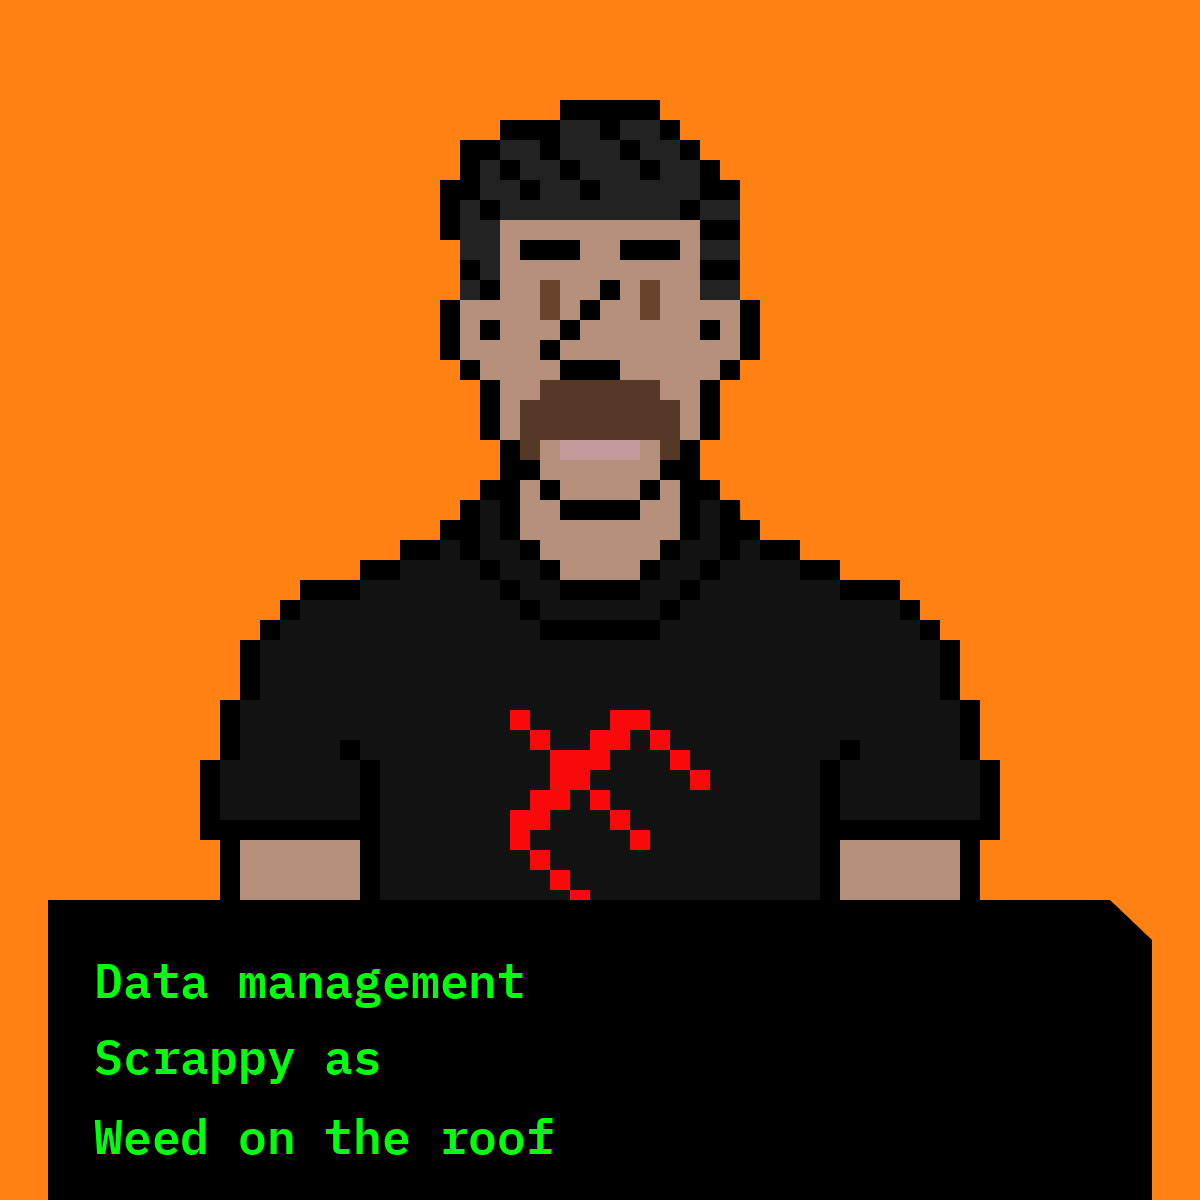 Data management
Scrappy as
Weed on the roof